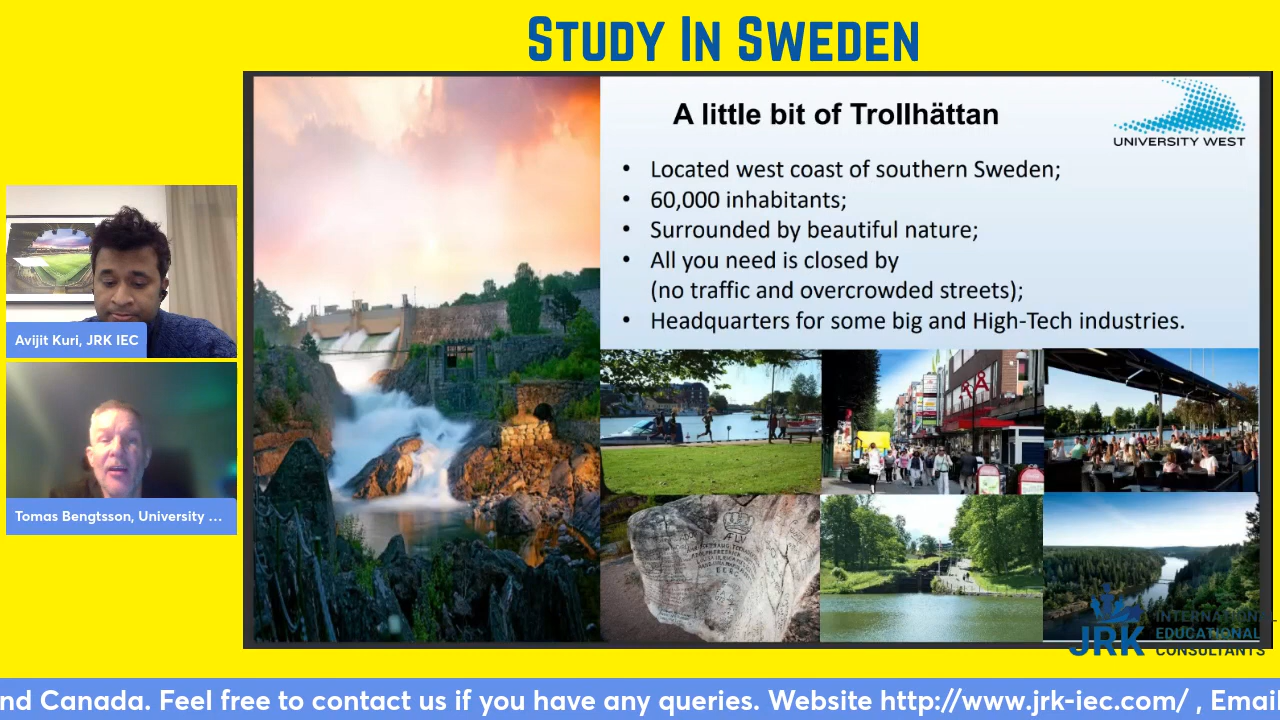 STUDY IN SWEDEN
A little bit of Trollhättan
UNIVERSITY WEST
• Located west coast of southern Sweden;
• 60,000 inhabitants;
• Surrounded by beautiful nature;
• All you need is closed by
(no traffic and overcrowded streets);
• Headquarters for some big and High-Tech industries.
Avijit Kuri, JRK IEC
Tomas Bengtsson, University ...
JRK
INTERNATIONAL
EDUCATIONAL
CONSULTANTS
nd Canada. Feel free to contact us if you have any queries. Website http://www.jrk-iec.com/ , Email